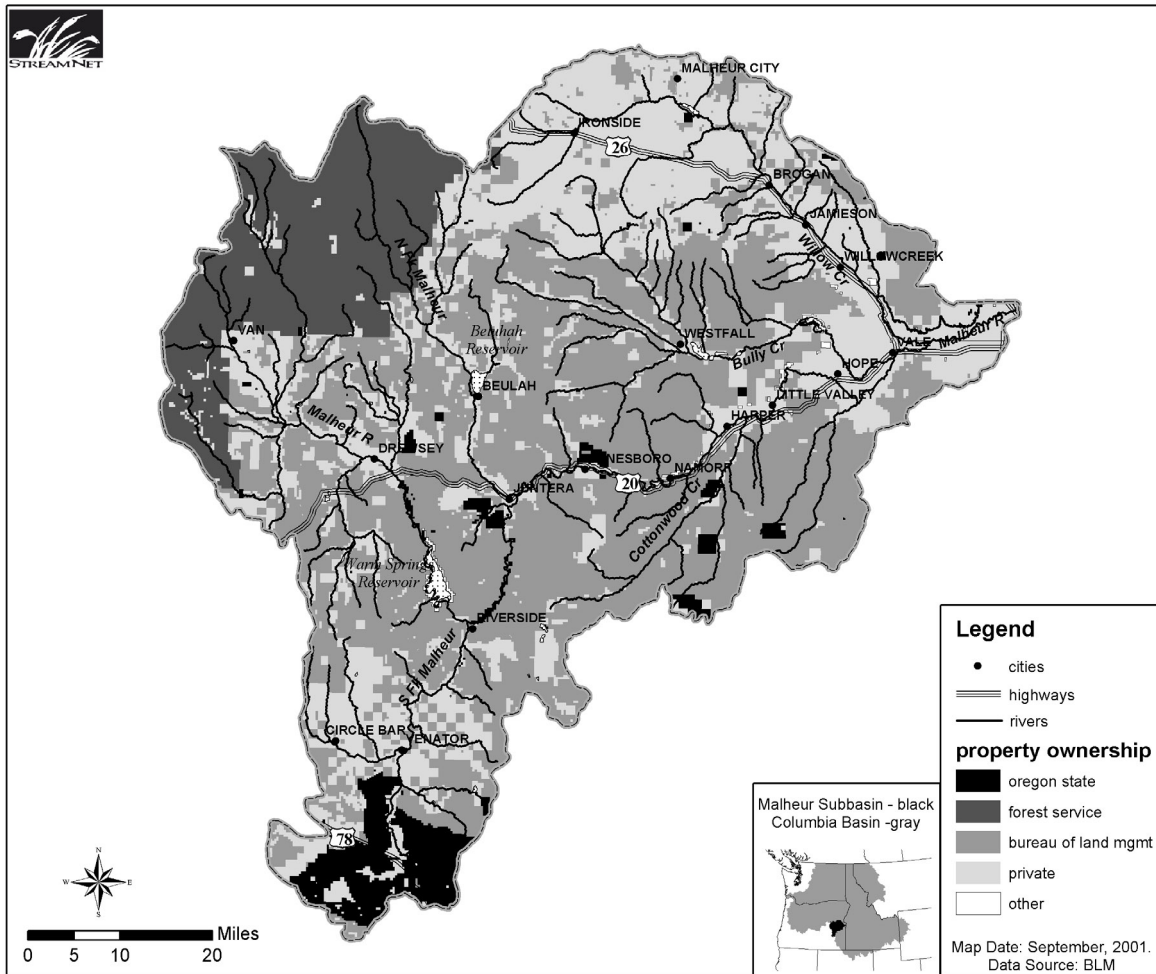 STREAMNET
MALHEUR CITY
IRONSIDE
26
BROGAN
JAMIESON
N Fk Malheur
Willow Cr
WILLOWCREEK
VAN
Beulah
Reservoir
WESTFALL
Bully Cr
Malheur R
VALE
HOPE
BEULAH
LITTLE VALLEY
Malheur R
HARPER
DREWSEY
NESBORO
NAMORF
JUNTURA
20
Cottonwood Cr
Warm Springs
Reservoir
RIVERSIDE
S Fk Malheur
CIRCLE BAR
VENATOR
78
N
W
E
S
Miles
0 5 10 20
Legend
cities
highways
rivers
property ownership
oregon state
forest service
bureau of land mgmt
private
other
Malheur Subbasin - black
Columbia Basin -gray
Map Date: September, 2001.
Data Source: BLM